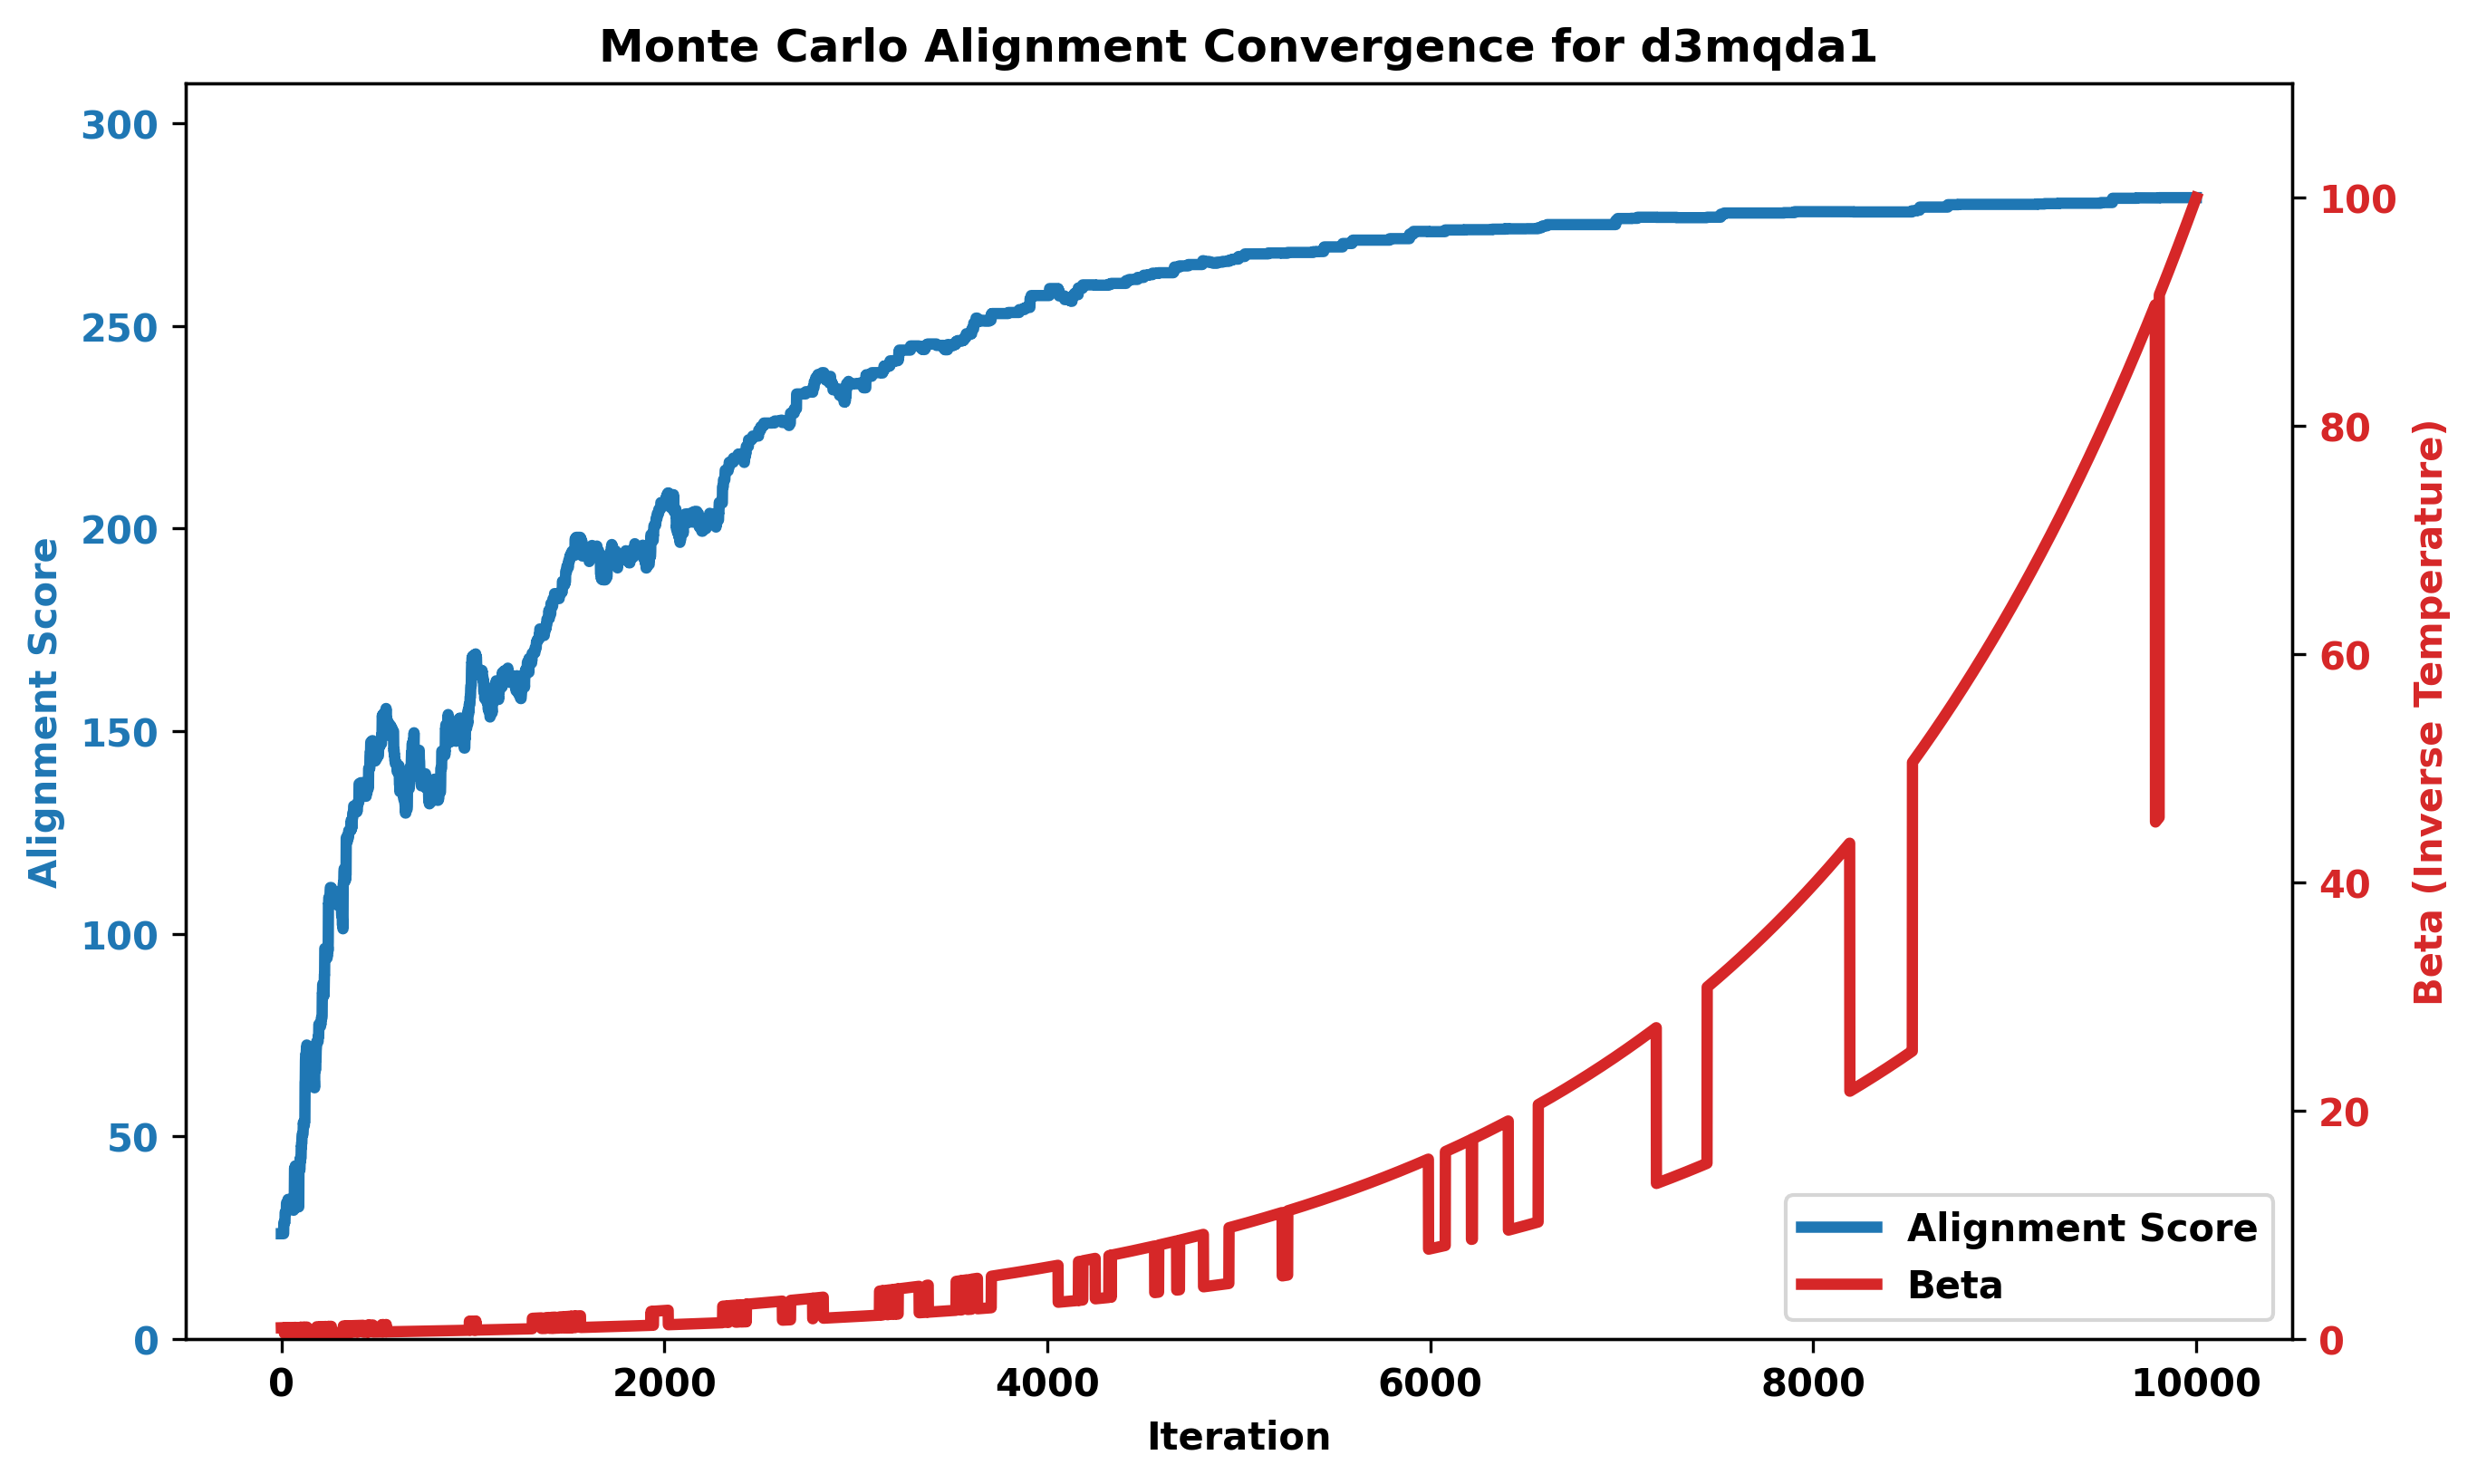 Monte Carlo Alignment Convergence for d3mqda1
Alignment Score
300
250
200
150
100
50
0
100
80
60
40
20
0
Beta (Inverse Temperature)
Alignment Score
Beta
0 2000 4000 6000 8000 10000
Iteration